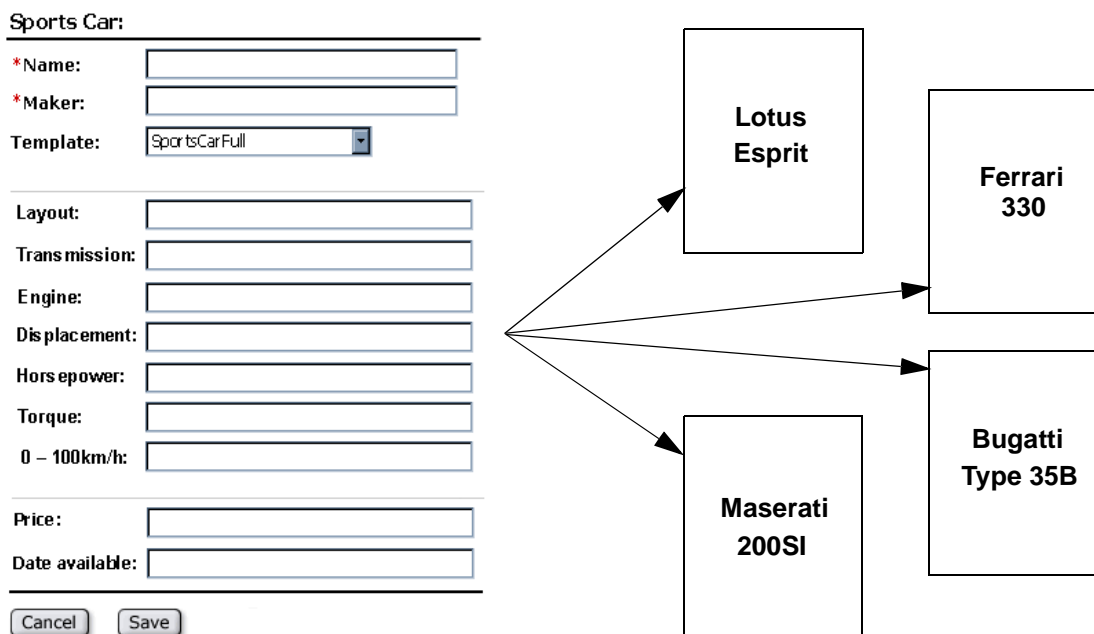 Sports Car:
*Name:
*Maker:
Template: SportsCarFull
Layout:
Transmission:
Engine:
Displacement:
Horsepower:
Torque:
0 – 100km/h:
Price:
Date available:
Cancel Save
Lotus
Esprit
Ferrari
330
Bugatti
Type 35B
Maserati
200SI